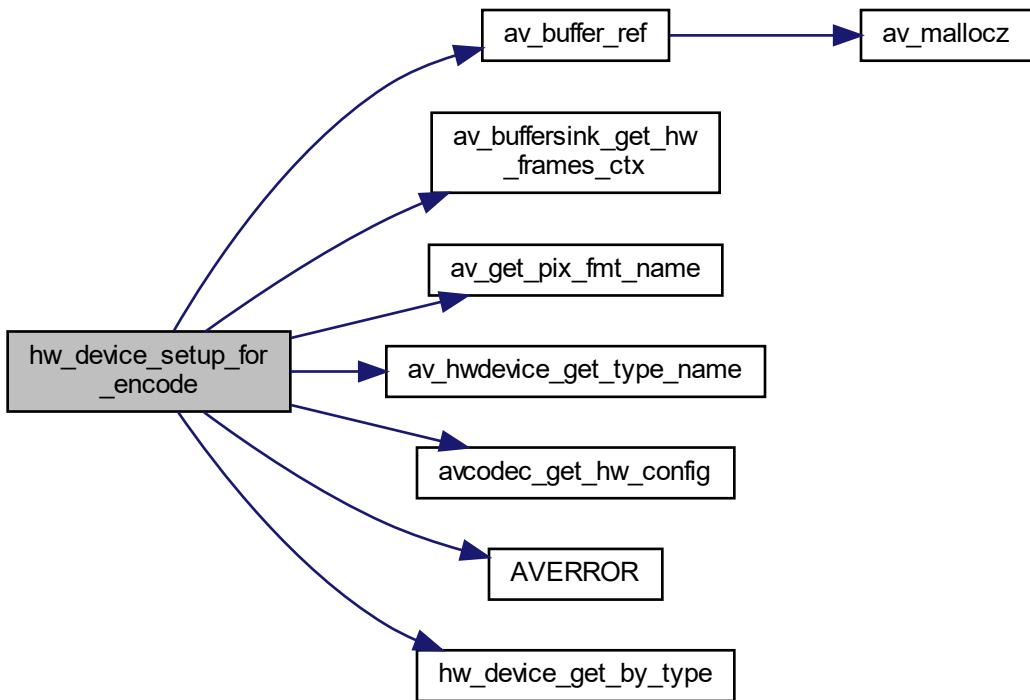 av_buffer_ref
av_mallocz
av_buffersink_get_hw
_frames_ctx
av_get_pix_fmt_name
hw_device_setup_for
_encode
av_hwdevice_get_type_name
avcodec_get_hw_config
AVERROR
hw_device_get_by_type